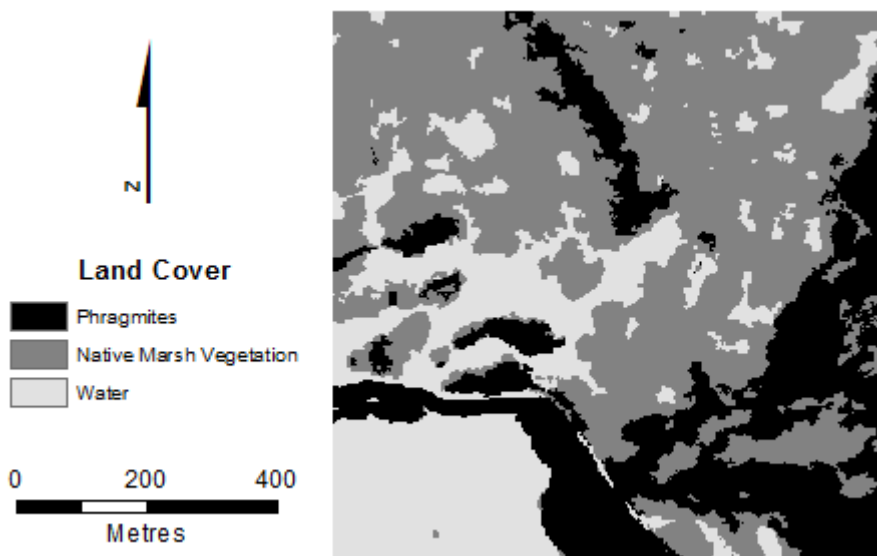 N
Land Cover
Phragmites
Native Marsh Vegetation
Water
0 200 400
Metres